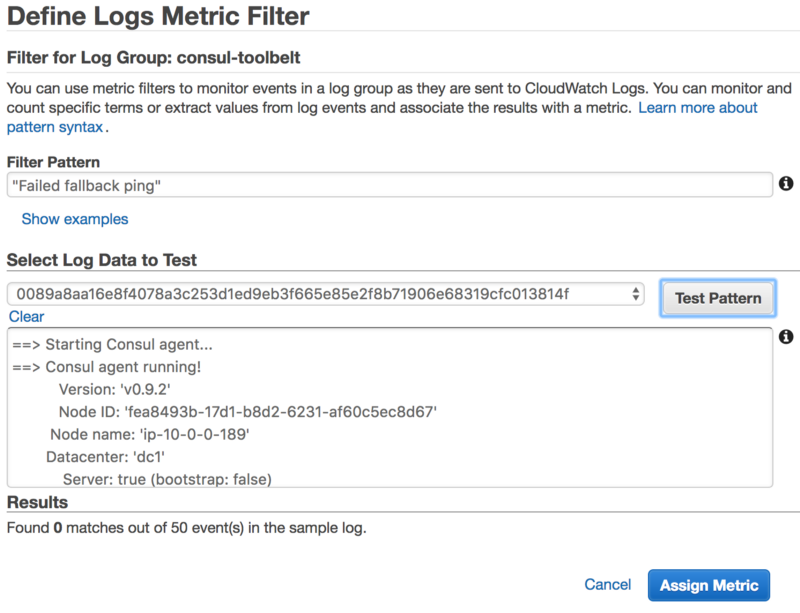 Define Logs Metric Filter
Filter for Log Group: consul-toolbelt
You can use metric filters to monitor events in a log group as they are sent to CloudWatch Logs. You can monitor and
count specific terms or extract values from log events and associate the results with a metric. Learn more about
pattern syntax.
Filter Pattern
"Failed fallback ping"
Show examples
Select Log Data to Test
0089a8aa16e8f4078a3c253d1ed9eb3f665e85e2f8b71906e68319cfc013814f
Test Pattern
Clear
==> Starting Consul agent...
==> Consul agent running!
Version: 'v0.9.2'
Node ID: 'fea8493b-17d1-b8d2-6231-af60c5ec8d67'
Node name: 'ip-10-0-0-189'
Datacenter: 'dc1'
Server: true (bootstrap: false)
Results
Found 0 matches out of 50 event(s) in the sample log.
Cancel
Assign Metric